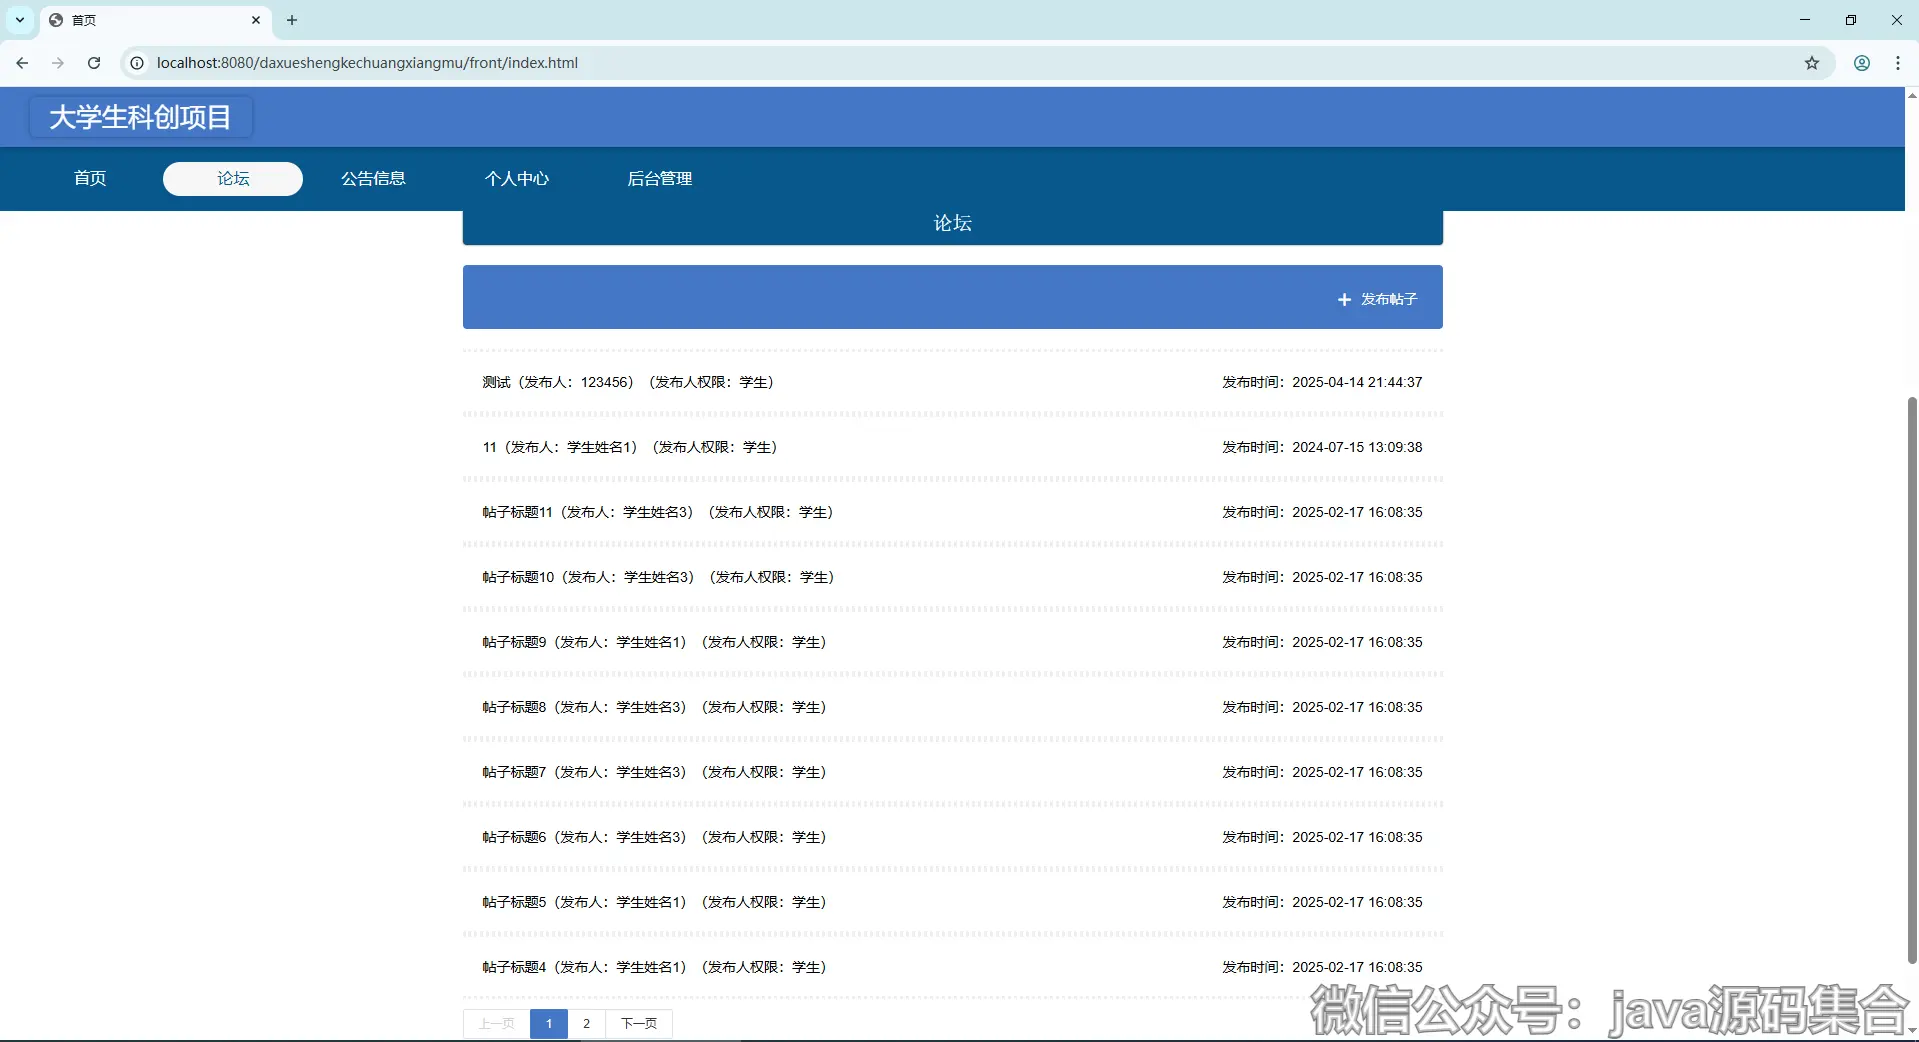 首页
localhost:8080/daxueshengkechuangxiangmu/front/index.html
大学生科创项目
首页 论坛 公告信息 个人中心 后台管理
论坛
发布帖子
测试（发布人：123456）（发布人权限：学生） 发布时间：2025-04-14 21:44:37
11（发布人：学生姓名1）（发布人权限：学生） 发布时间：2024-07-15 13:09:38
帖子标题11（发布人：学生姓名3）（发布人权限：学生） 发布时间：2025-02-17 16:08:35
帖子标题10（发布人：学生姓名3）（发布人权限：学生） 发布时间：2025-02-17 16:08:35
帖子标题9（发布人：学生姓名1）（发布人权限：学生） 发布时间：2025-02-17 16:08:35
帖子标题8（发布人：学生姓名3）（发布人权限：学生） 发布时间：2025-02-17 16:08:35
帖子标题7（发布人：学生姓名3）（发布人权限：学生） 发布时间：2025-02-17 16:08:35
帖子标题6（发布人：学生姓名3）（发布人权限：学生） 发布时间：2025-02-17 16:08:35
帖子标题5（发布人：学生姓名1）（发布人权限：学生） 发布时间：2025-02-17 16:08:35
帖子标题4（发布人：学生姓名1）（发布人权限：学生） 发布时间：2025-02-17 16:08:35
上一页 1 2 下一页
微信公众号：java源码集合